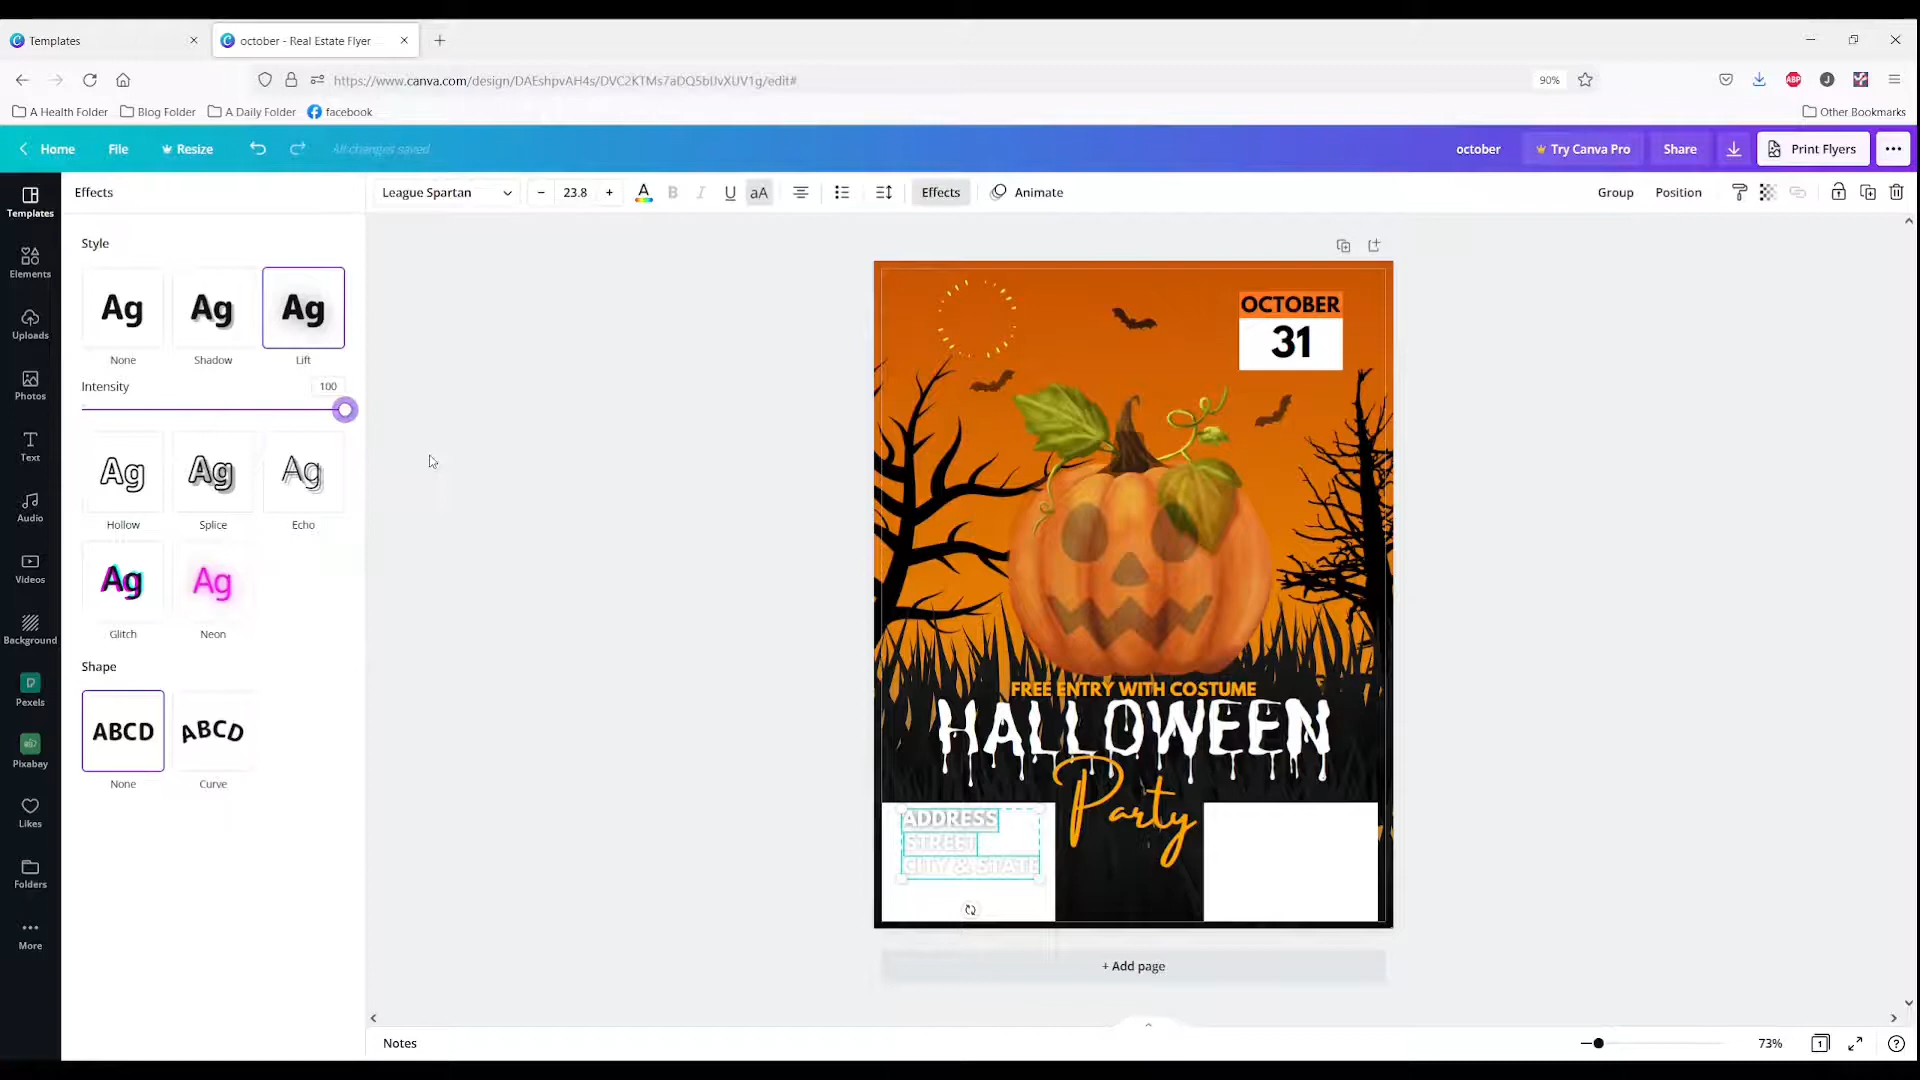 Templates
october - Real Estate Flyer
https://www.canva.com/design/DAEshpvAH4s/DVC2KTMs7aDQ5bIJvXUV1g/edit#
90%
ABP
J
A Health Folder
Blog Folder
A Daily Folder
facebook
Other Bookmarks
Home
File
Resize
All changes saved
october
Try Canva Pro
Share
Print Flyers
Templates
Elements
Uploads
Photos
Text
Audio
Videos
Background
Pexels
Pixabay
Likes
Folders
More
Effects
League Spartan
23.8
A
B
I
U
aA
Effects
Animate
Group
Position
Style
Ag
None
Ag
Shadow
Ag
Lift
Intensity
100
Ag
Hollow
Ag
Splice
Ag
Echo
Ag
Glitch
Ag
Neon
Shape
ABCD
None
ABCD
Curve
OCTOBER
31
FREE ENTRY WITH COSTUME
HALLOWEEN
Party
ADDRESS
STREET
CITY & STATE
+ Add page
Notes
73%
1